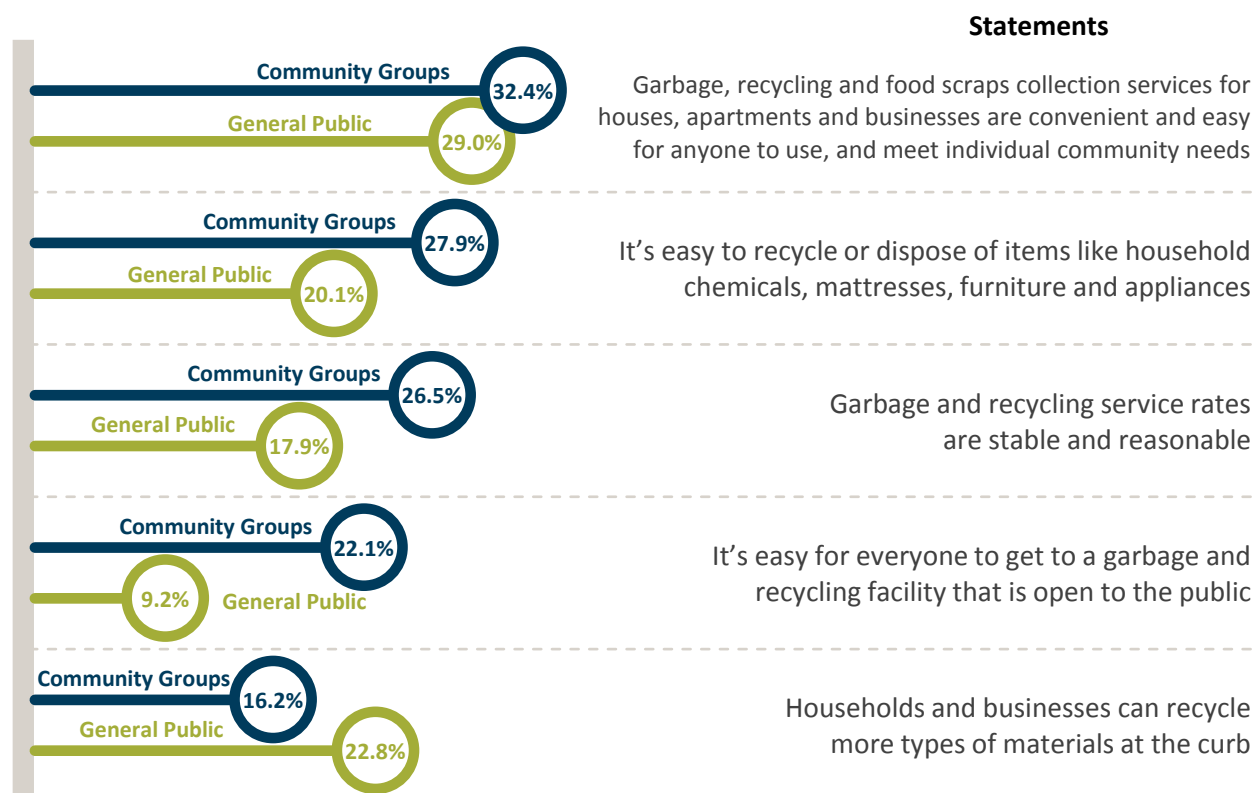 Statements
Community Groups
32.4%
General Public
29.0%
Garbage, recycling and food scraps collection services for
houses, apartments and businesses are convenient and easy
for anyone to use, and meet individual community needs
Community Groups
27.9%
General Public
20.1%
It’s easy to recycle or dispose of items like household
chemicals, mattresses, furniture and appliances
Community Groups
26.5%
General Public
17.9%
Garbage and recycling service rates
are stable and reasonable
Community Groups
22.1%
9.2%
General Public
It’s easy for everyone to get to a garbage and
recycling facility that is open to the public
Community Groups
16.2%
General Public
22.8%
Households and businesses can recycle
more types of materials at the curb